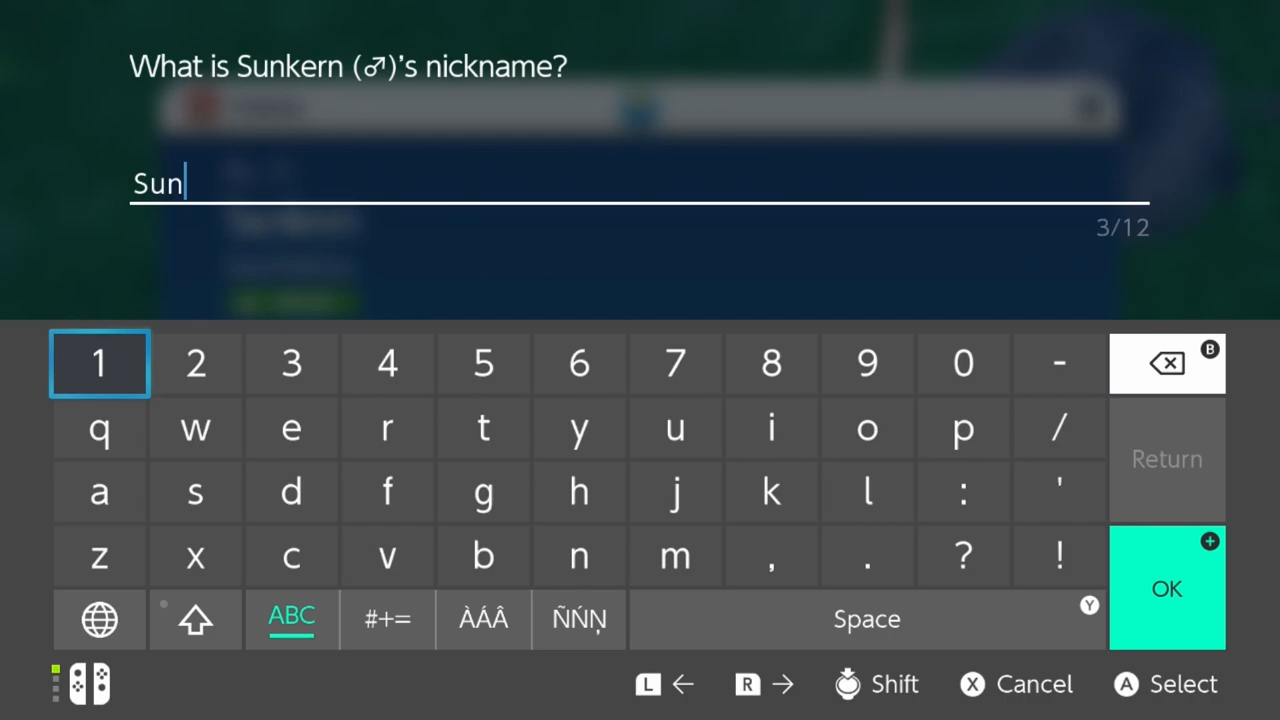 What is Sunkern (♂)'s nickname?
Sun
3/12
1 2 3 4 5 6 7 8 9 0 - B
q w e r t y u i o p / Return
a s d f g h j k l : '
z x c v b n m , . ? ! + OK
ABC #+= ÀÁÂ ÑŃŅ Space Y
L ← R → Shift X Cancel A Select